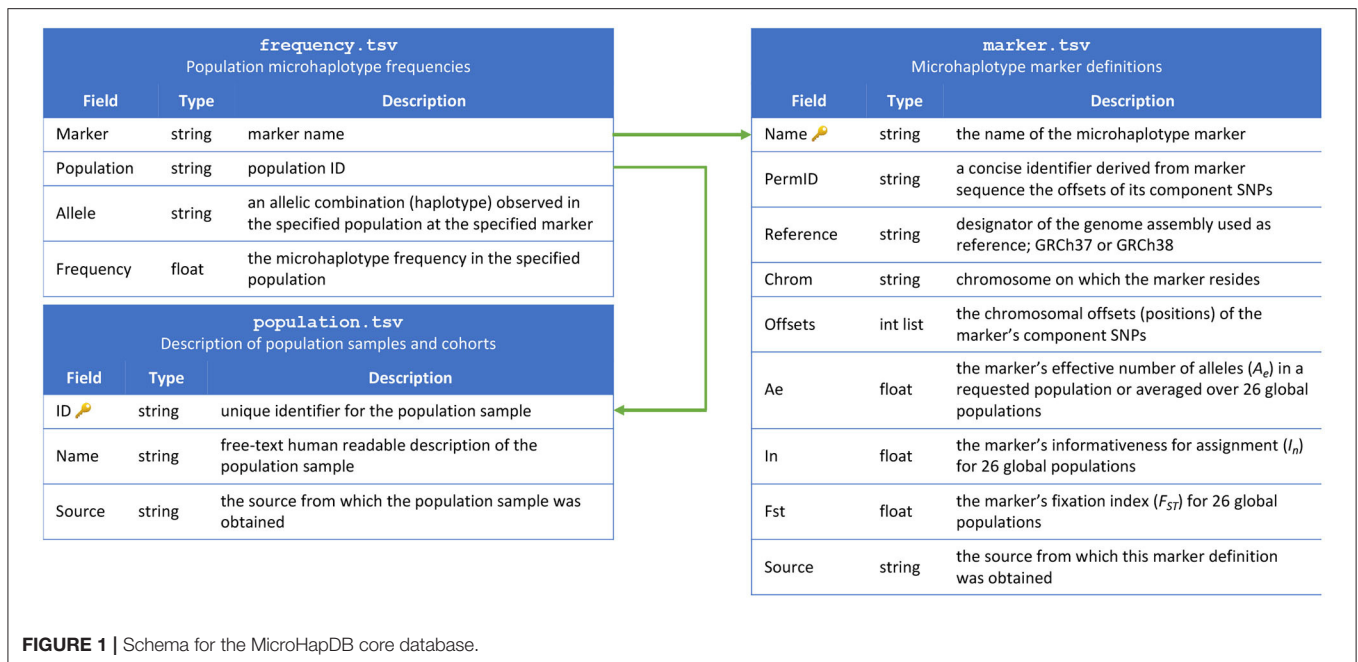 frequency.tsv
Population microhaplotype frequencies
Field Type Description
Marker string marker name
Population string population ID
Allele string an allelic combination (haplotype) observed in
the specified population at the specified marker
Frequency float the microhaplotype frequency in the specified
population
population.tsv
Description of population samples and cohorts
Field Type Description
ID string unique identifier for the population sample
Name string free-text human readable description of the
population sample
Source string the source from which the population sample was
obtained
marker.tsv
Microhaplotype marker definitions
Field Type Description
Name string the name of the microhaplotype marker
PermID string a concise identifier derived from marker
sequence the offsets of its component SNPs
Reference string designator of the genome assembly used as
reference; GRCh37 or GRCh38
Chrom string chromosome on which the marker resides
Offsets int list the chromosomal offsets (positions) of the
marker's component SNPs
Ae float the marker's effective number of alleles (Ae) in a
requested population or averaged over 26 global
populations
In float the marker's informativeness for assignment (In)
for 26 global populations
Fst float the marker's fixation index (FST) for 26 global
populations
Source string the source from which this marker definition
was obtained
FIGURE 1 | Schema for the MicroHapDB core database.